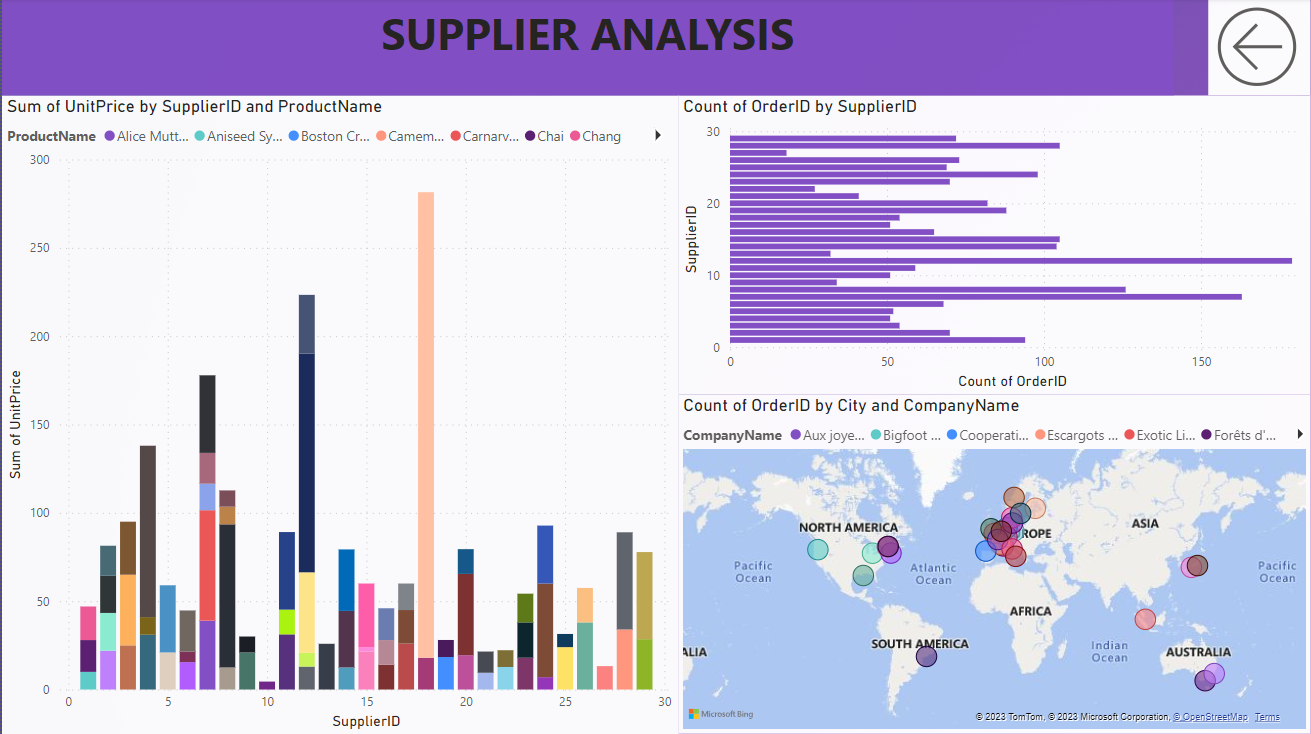 SUPPLIER ANALYSIS
Sum of UnitPrice by SupplierID and ProductName
ProductName Alice Mutt... Aniseed Sy... Boston Cr... Camem... Carnarv... Chai Chang
300
250
200
150
100
50
0
Sum of UnitPrice
0 5 10 15 20 25 30
SupplierID
Count of OrderID by SupplierID
30
20
10
0
SupplierID
0 50 100 150
Count of OrderID
Count of OrderID by City and CompanyName
CompanyName Aux joye... Bigfoot ... Cooperati... Escargots ... Exotic Li... Forêts d'...
NORTH AMERICA
ROPE
ASIA
Pacific
Ocean
Atlantic
Ocean
Pacific
Ocean
AFRICA
SOUTH AMERICA
Indian
Ocean
ALIA
AUSTRALIA
Microsoft Bing
© 2023 TomTom, © 2023 Microsoft Corporation, © OpenStreetMap Terms